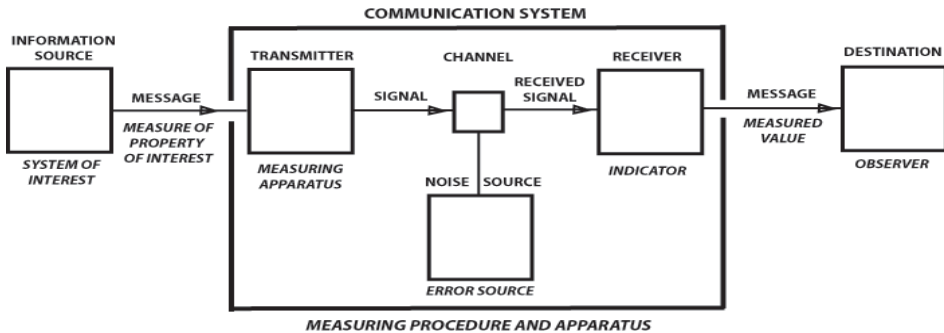 COMMUNICATION SYSTEM
INFORMATION
SOURCE
TRANSMITTER
CHANNEL
RECEIVER
DESTINATION
MESSAGE
SIGNAL
RECEIVED
SIGNAL
MESSAGE
MEASURE OF
PROPERTY
OF INTEREST
MEASURED
VALUE
SYSTEM OF
INTEREST
MEASURING
APPARATUS
INDICATOR
OBSERVER
NOISE SOURCE
ERROR SOURCE
MEASURING PROCEDURE AND APPARATUS